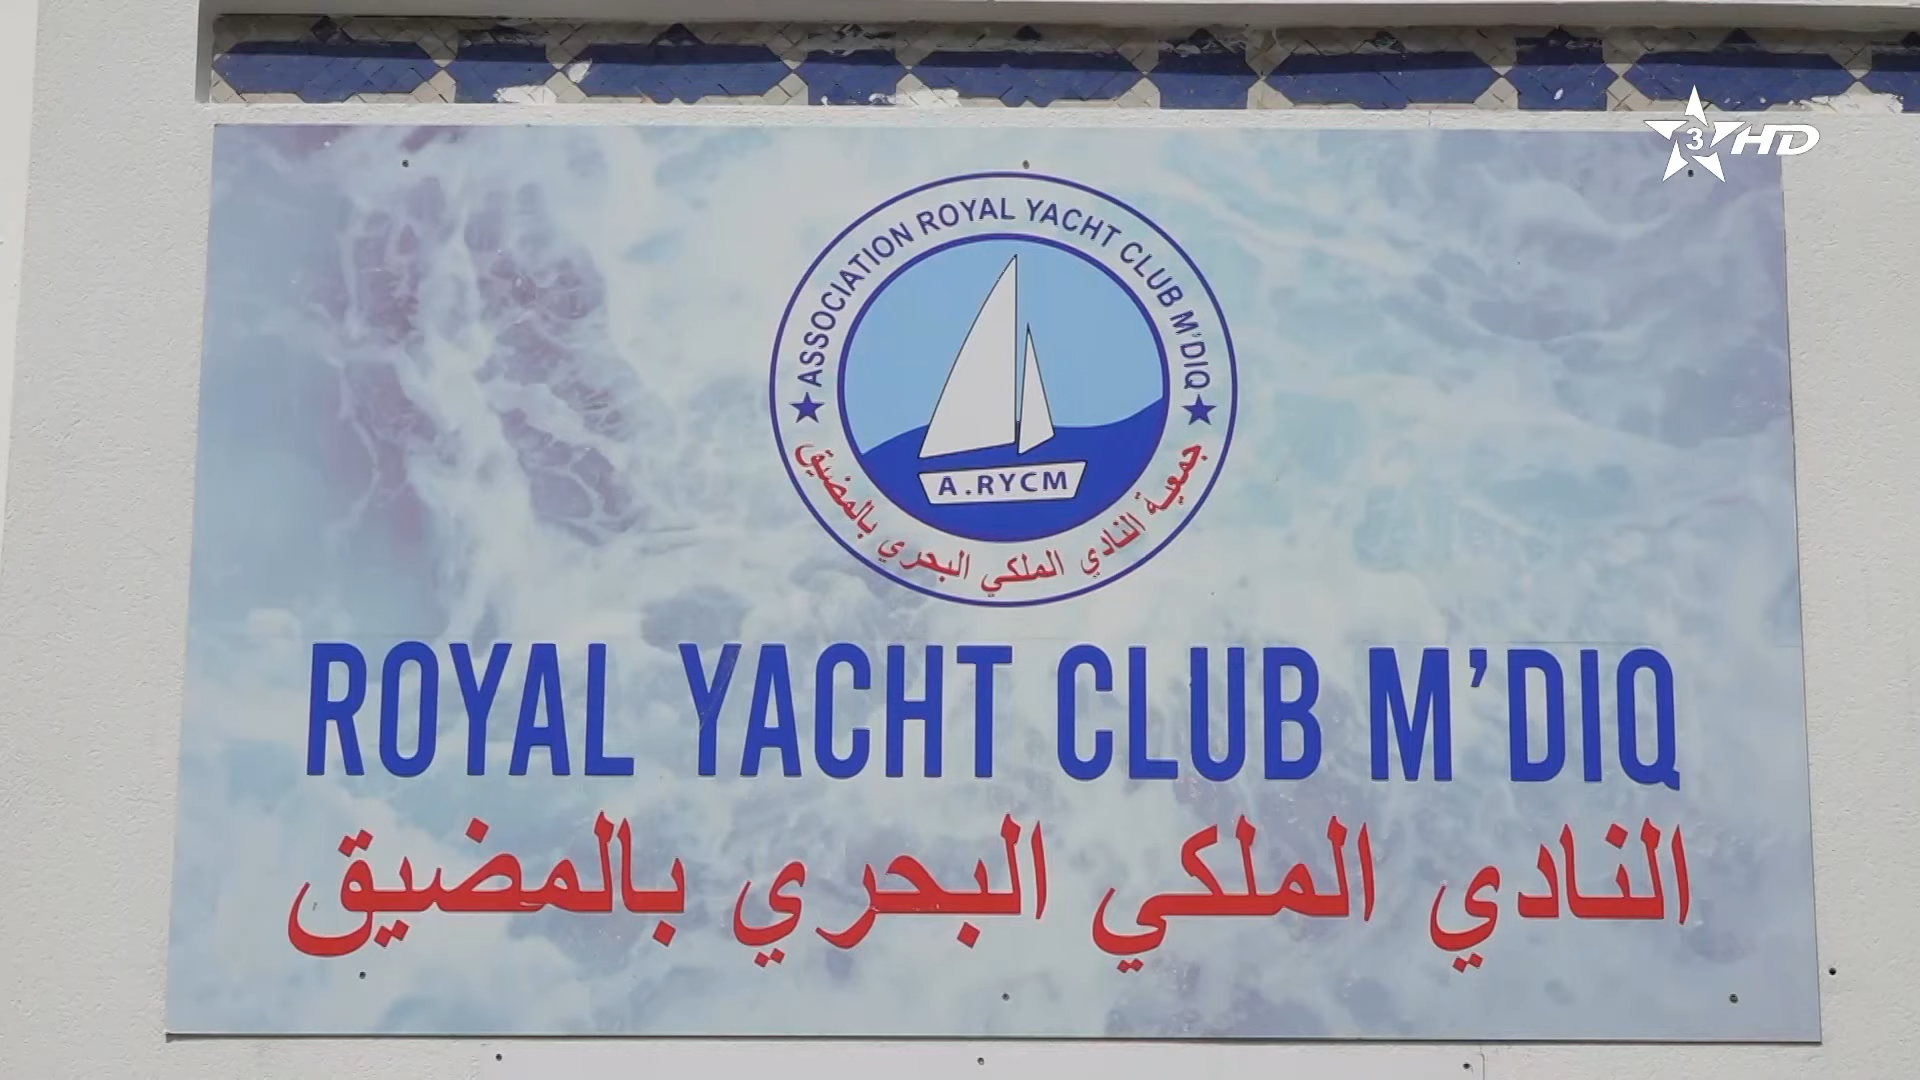 3 HD
ASSOCIATION ROYAL YACHT CLUB M'DIQ
A.RYCM
جمعية النادي الملكي البحري بالمضيق
ROYAL YACHT CLUB M'DIQ
النادي الملكي البحري بالمضيق